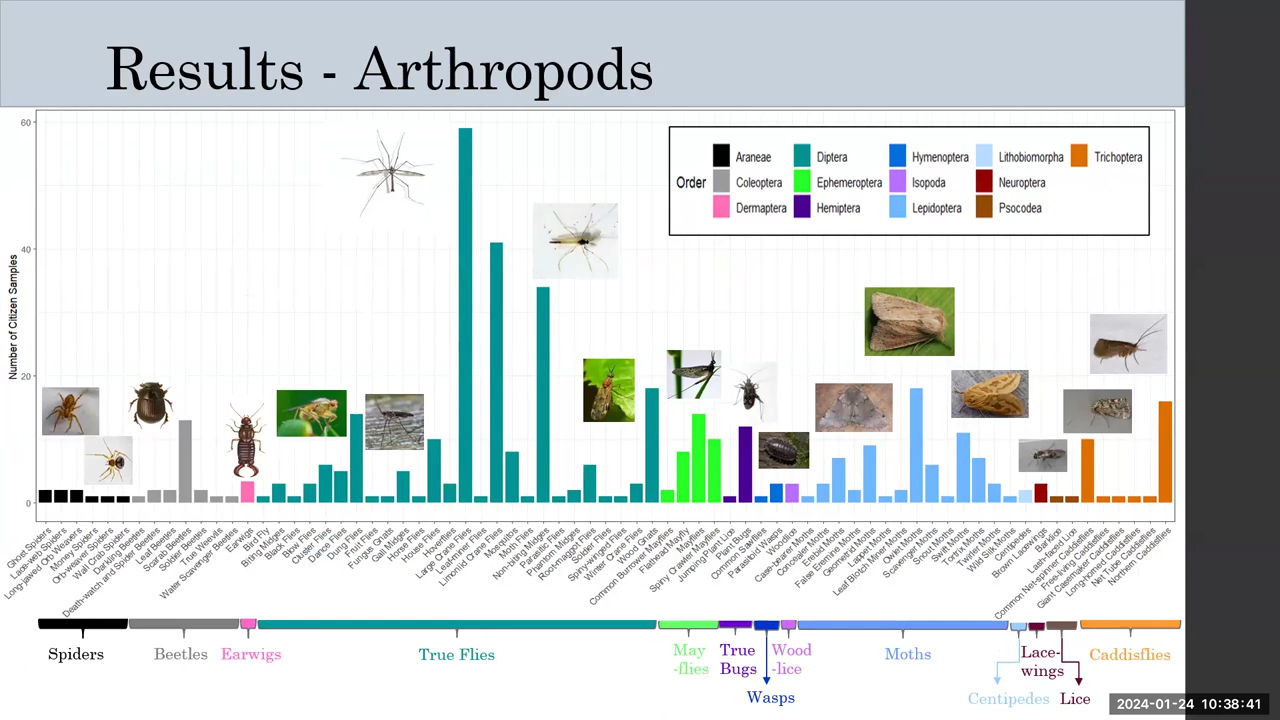 Results - Arthropods
60
40
20
0
Number of Citizen Samples
Order
Araneae
Coleoptera
Dermaptera
Diptera
Ephemeroptera
Hemiptera
Hymenoptera
Isopoda
Lepidoptera
Lithobiomorpha
Neuroptera
Psocodea
Trichoptera
Ghost Spiders
Lace-web Spiders
Long-jawed Orb Weavers
Money Spiders
Orb-weaver Spiders
Wall Crab Spiders
Barking Beetles
Death-watch and Spider Beetles
Leaf Beetles
Scarab Beetles
Soldier Beetles
True Weevils
Water Scavenger Beetles
Earwigs
Bird Fly
Biting Midges
Black Flies
Blow Flies
Cluster Flies
Dance Flies
Dung Flies
Fruit Flies
Fungus Gnats
Gall Midges
Horse Flies
House Flies
Hoverflies
Large Crane Flies
Leaf-miner Flies
Limoniid Crane Flies
Mosquitos
Moth Flies
Non-biting Midges
Parasitic Flies
Phantom Midges
Root-maggot Flies
Soldier Flies
Spiny-winged Flies
Winter Crane Flies
Wood Gnats
Common Burrower Mayflies
Flathead Mayfly
Mayflies
Spiny Crawler Mayflies
Jumping Plant Lice
Plant Bugs
Common Sawflies
Parasitoid Wasps
Woodlice
Case-bearer Moths
Concealer Moths
Erebid Moths
False Ermine Moths
Geometrid Moths
Leaf Blotch Miner Moths
Owlet Moths
Scavenger Moths
Snout Moths
Swift Moths
Tortrix Moths
Twirler Moths
Wild Silk Moths
Centipedes
Brown Lacewings
Barklice
Lash-faced Lice
Common Net-spinner Caddisflies
Free-living Caddisflies
Giant Casemaker Caddisflies
Long-horned Caddisflies
Net Tube Caddisflies
Northern Caddisflies
Spiders
Beetles
Earwigs
True Flies
May
-flies
True
Bugs
Wasps
Wood
-lice
Moths
Centipedes
Lace-
wings
Lice
Caddisflies
2024-01-24 10:38:41